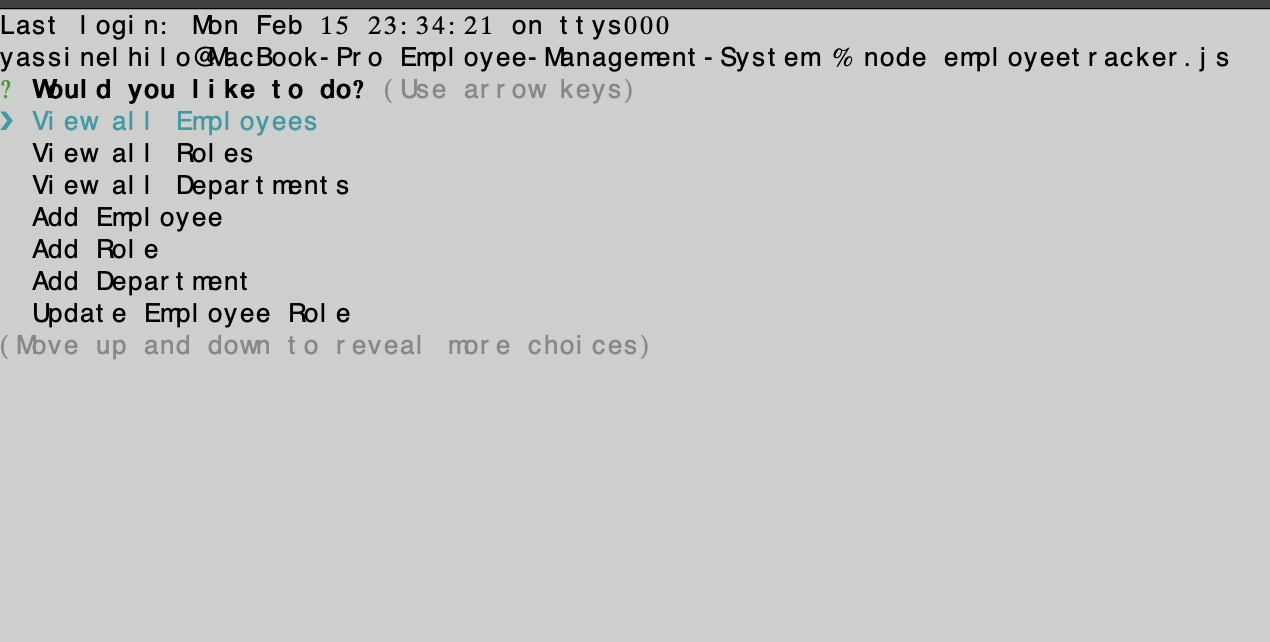 Last login: Mon Feb 15 23:34:21 on ttys000
yassinelhilo@MacBook-Pro Employee-Management-System % node employeetracker.js
? Would you like to do? (Use arrow keys)
❯ View all Employees
View all Roles
View all Departments
Add Employee
Add Role
Add Department
Update Employee Role
(Move up and down to reveal more choices)